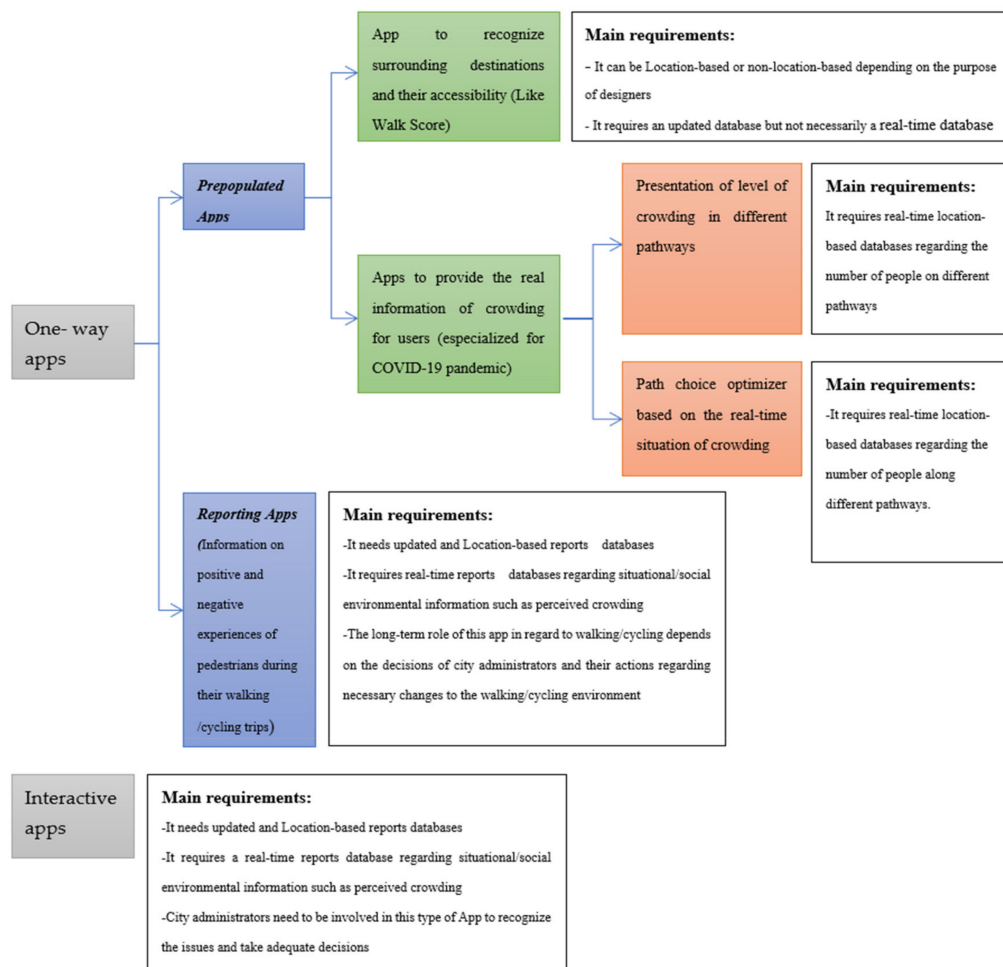 App to recognize
surrounding destinations
and their accessibility (Like
Walk Score)
Main requirements:
- It can be Location-based or non-location-based depending on the purpose
of designers
- It requires an updated database but not necessarily a real-time database
Prepopulated
Apps
Presentation of level of
crowding in different
pathways
Main requirements:
It requires real-time location-
based databases regarding the
number of people on different
pathways
Apps to provide the real
information of crowding
for users (especialized for
COVID-19 pandemic)
One- way
apps
Path choice optimizer
based on the real-time
situation of crowding
Main requirements:
-It requires real-time location-
based databases regarding the
number of people along
different pathways.
Reporting Apps
(Information on
positive and
negative
experiences of
pedestrians during
their walking
/cycling trips)
Main requirements:
-It needs updated and Location-based reports databases
-It requires real-time reports databases regarding situational/social
environmental information such as perceived crowding
-The long-term role of this app in regard to walking/cycling depends
on the decisions of city administrators and their actions regarding
necessary changes to the walking/cycling environment
Interactive
apps
Main requirements:
-It needs updated and Location-based reports databases
-It requires a real-time reports database regarding situational/social
environmental information such as perceived crowding
-City administrators need to be involved in this type of App to recognize
the issues and take adequate decisions